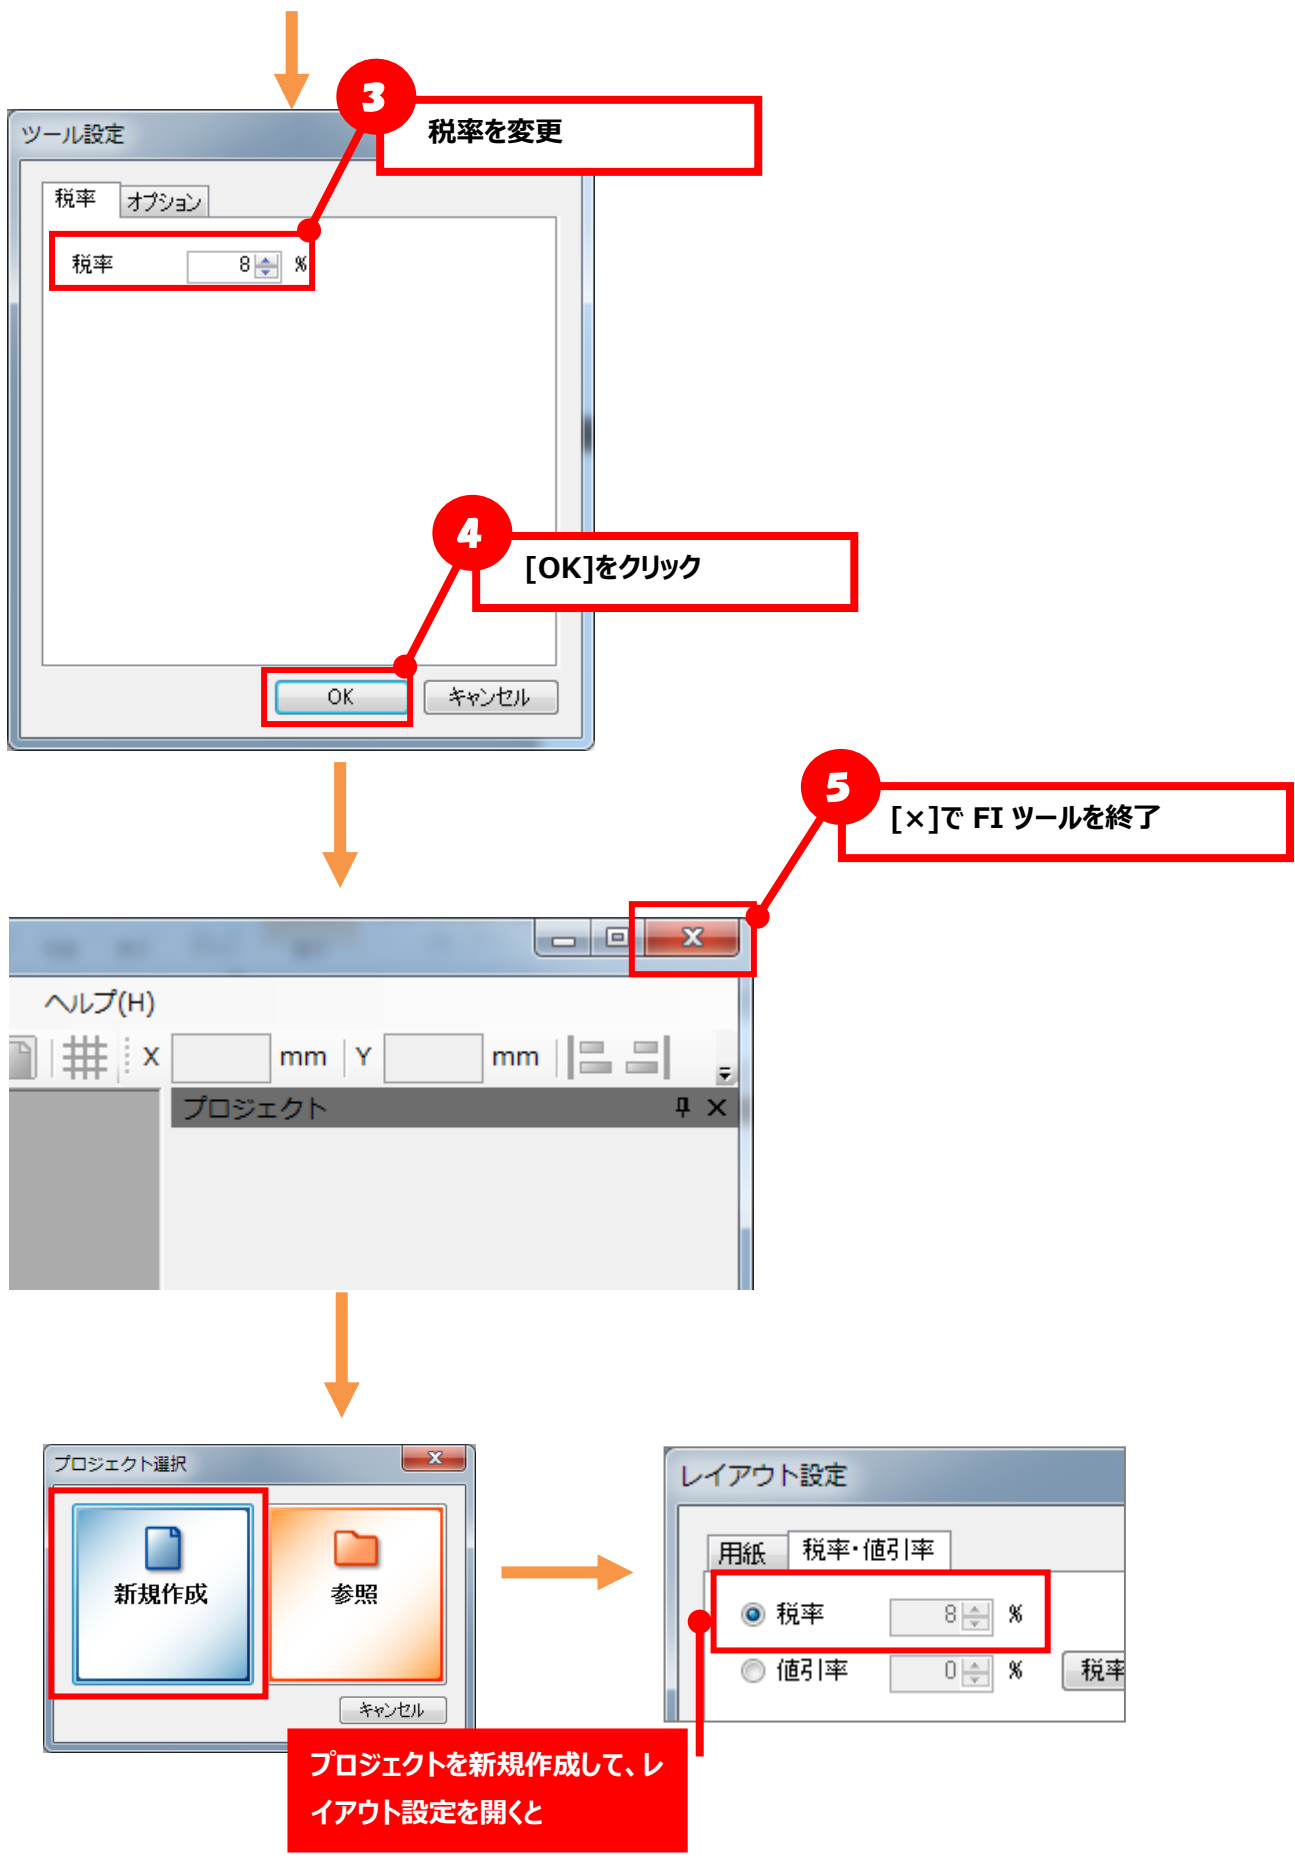 3
税率を変更
ツール設定
税率 オプション
税率 8 %
4
[OK]をクリック
OK キャンセル
5
[×]で FI ツールを終了
ヘルプ(H)
X mm Y mm
プロジェクト
プロジェクト選択
新規作成 参照
キャンセル
レイアウト設定
用紙 税率・値引率
税率 8 %
値引率 0 % 税率
プロジェクトを新規作成して、レ
イアウト設定を開くと